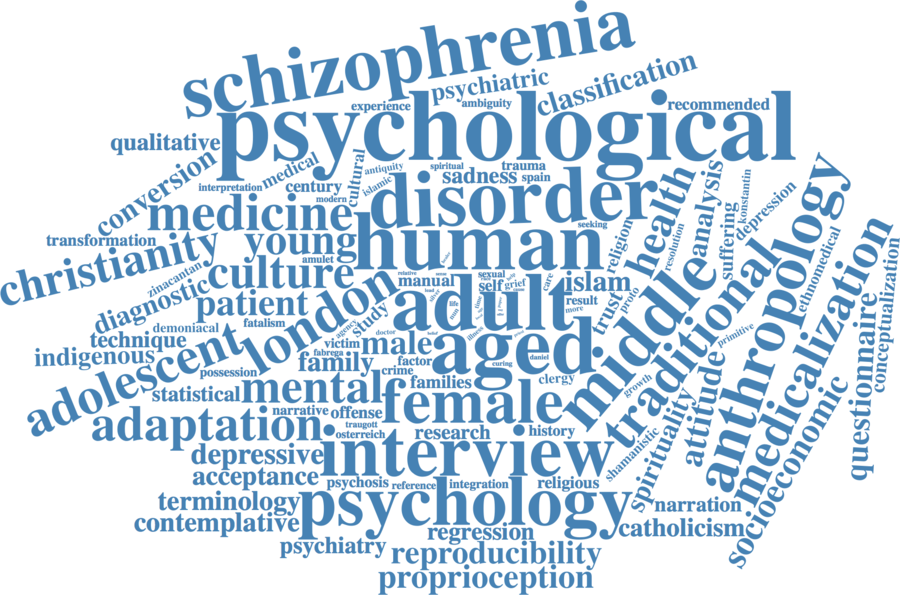 schizophrenia
psychiatric
classification
experience
ambiguity
recommended
psychological
qualitative
conversion
medical
cultural
antiquity
spiritual
trauma
sadness
spain
interpretation
century
modern
islamic
disorder
health
analysis
konstantin
suffering
depression
anthropology
medicine
seeking
religion
resolution
transformation
young
human
christianity
amulet
zinacantan
culture
relative
manual
sexual
self
grief
care
islam
middle
traditional
ethnomedical
medicalization
diagnostic
patient
london
adult
life
result
more
trust
proto
fatalism
demoniacal
technique
agency
study
doctor
illness
primitive
questionnaire
conceptualization
indigenous
adolescent
victim
male
aged
fabrega
family
factor
curing
daniel
possession
crime
families
clergy
growth
attitude
statistical
mental
female
socioeconomic
narrative
offense
traugott
adaptation
osterreich
research
history
shamanistic
spirituality
depressive
interview
acceptance
psychosis
reference
integration
religious
terminology
psychology
narration
contemplative
regression
catholicism
psychiatry
reproducibility
proprioception